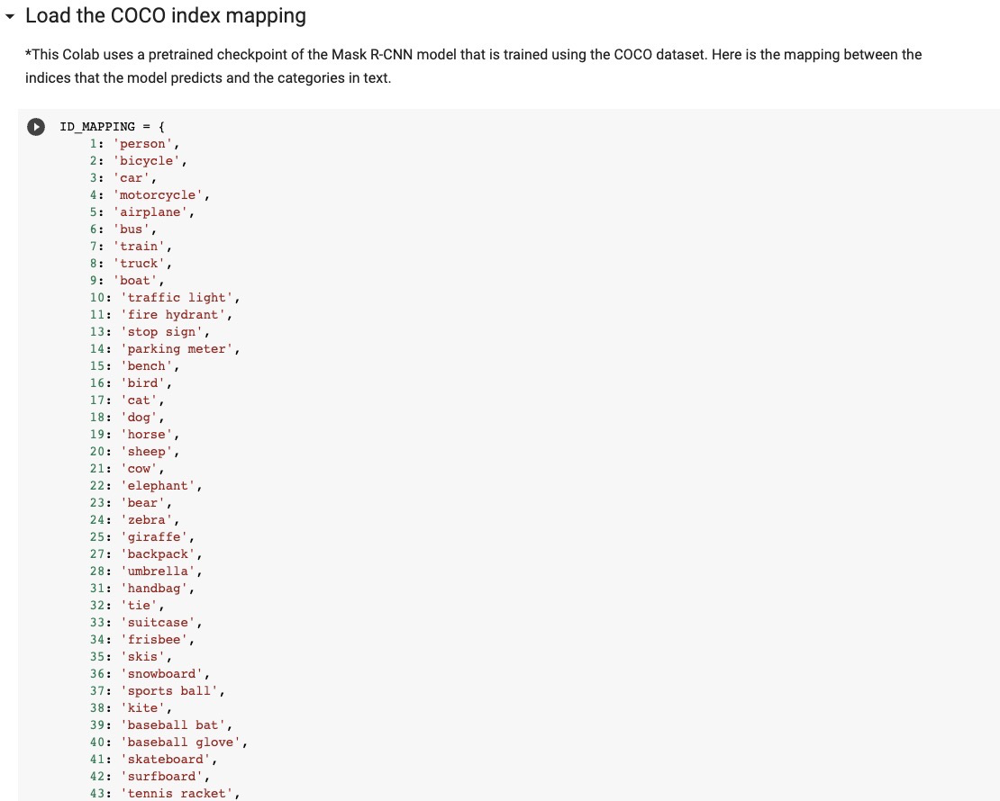 Load the COCO index mapping
*This Colab uses a pretrained checkpoint of the Mask R-CNN model that is trained using the COCO dataset. Here is the mapping between the
indices that the model predicts and the categories in text.
ID_MAPPING = {
1: 'person',
2: 'bicycle',
3: 'car',
4: 'motorcycle',
5: 'airplane',
6: 'bus',
7: 'train',
8: 'truck',
9: 'boat',
10: 'traffic light',
11: 'fire hydrant',
13: 'stop sign',
14: 'parking meter',
15: 'bench',
16: 'bird',
17: 'cat',
18: 'dog',
19: 'horse',
20: 'sheep',
21: 'cow',
22: 'elephant',
23: 'bear',
24: 'zebra',
25: 'giraffe',
27: 'backpack',
28: 'umbrella',
31: 'handbag',
32: 'tie',
33: 'suitcase',
34: 'frisbee',
35: 'skis',
36: 'snowboard',
37: 'sports ball',
38: 'kite',
39: 'baseball bat',
40: 'baseball glove',
41: 'skateboard',
42: 'surfboard',
43: 'tennis racket',